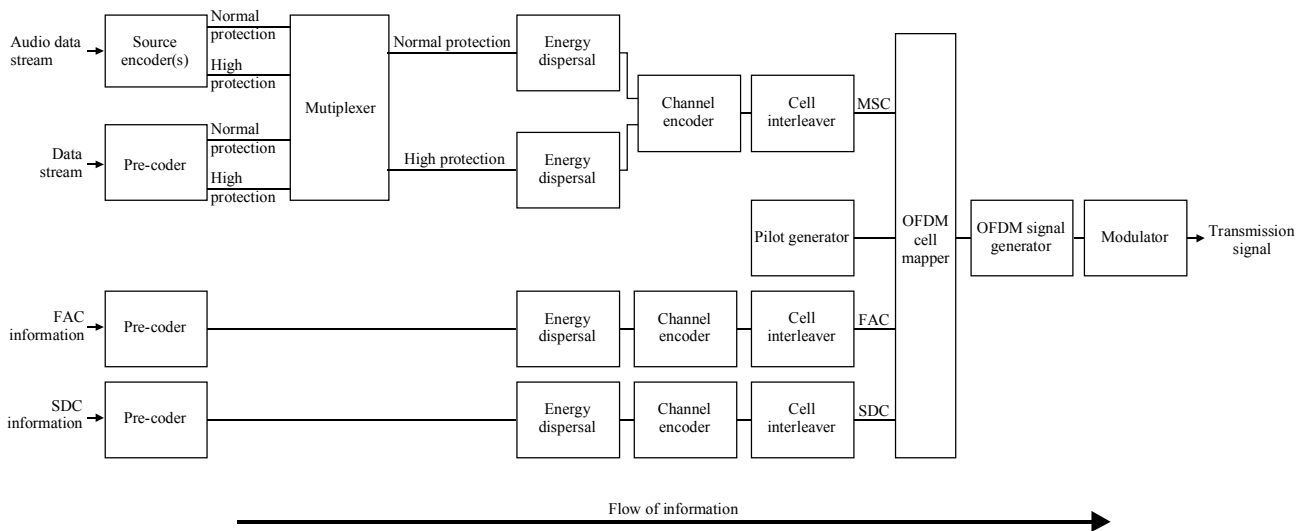 Audio data
stream
Source
encoder(s)
Normal
protection
High
protection
Mutiplexer
Normal protection
Energy
dispersal
Data
stream
Pre-coder
Normal
protection
High
protection
High protection
Energy
dispersal
Channel
encoder
Cell
interleaver
MSC
Pilot generator
OFDM
cell
mapper
OFDM signal
generator
Modulator
Transmission
signal
FAC
information
Pre-coder
Energy
dispersal
Channel
encoder
Cell
interleaver
FAC
SDC
information
Pre-coder
Energy
dispersal
Channel
encoder
Cell
interleaver
SDC
Flow of information